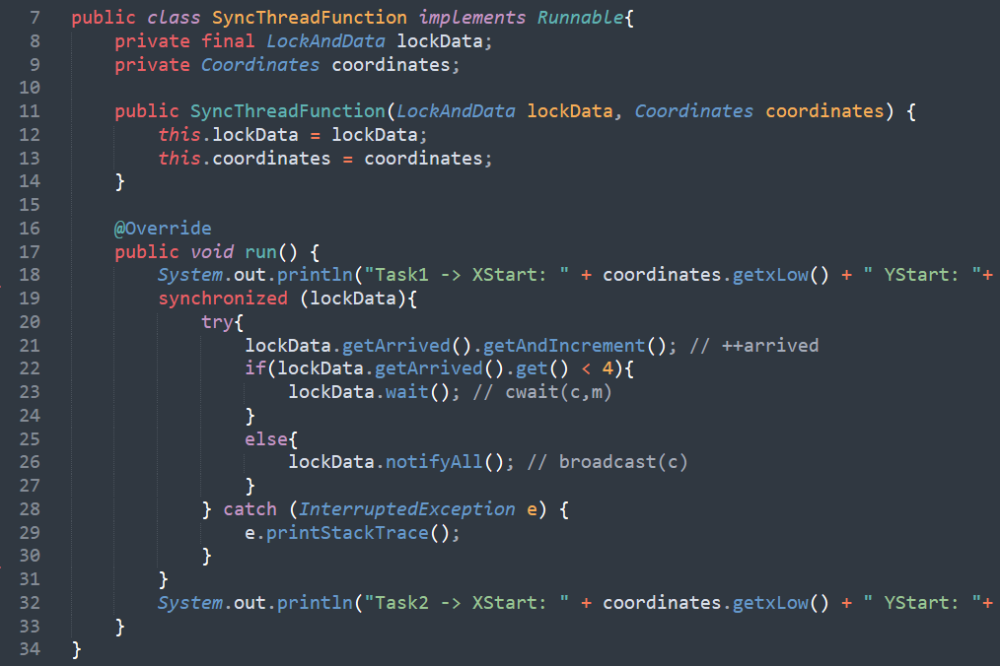 7 public class SyncThreadFunction implements Runnable{
8     private final LockAndData lockData;
9     private Coordinates coordinates;
10
11     public SyncThreadFunction(LockAndData lockData, Coordinates coordinates) {
12         this.lockData = lockData;
13         this.coordinates = coordinates;
14     }
15
16     @Override
17     public void run() {
18         System.out.println("Task1 -> XStart: " + coordinates.getxLow() + " YStart: "+
19         synchronized (lockData){
20             try{
21                 lockData.getArrived().getAndIncrement(); // ++arrived
22                 if(lockData.getArrived().get() < 4){
23                     lockData.wait(); // cwait(c,m)
24                 }
25                 else{
26                     lockData.notifyAll(); // broadcast(c)
27                 }
28             } catch (InterruptedException e) {
29                 e.printStackTrace();
30             }
31         }
32         System.out.println("Task2 -> XStart: " + coordinates.getxLow() + " YStart: "+
33     }
34 }